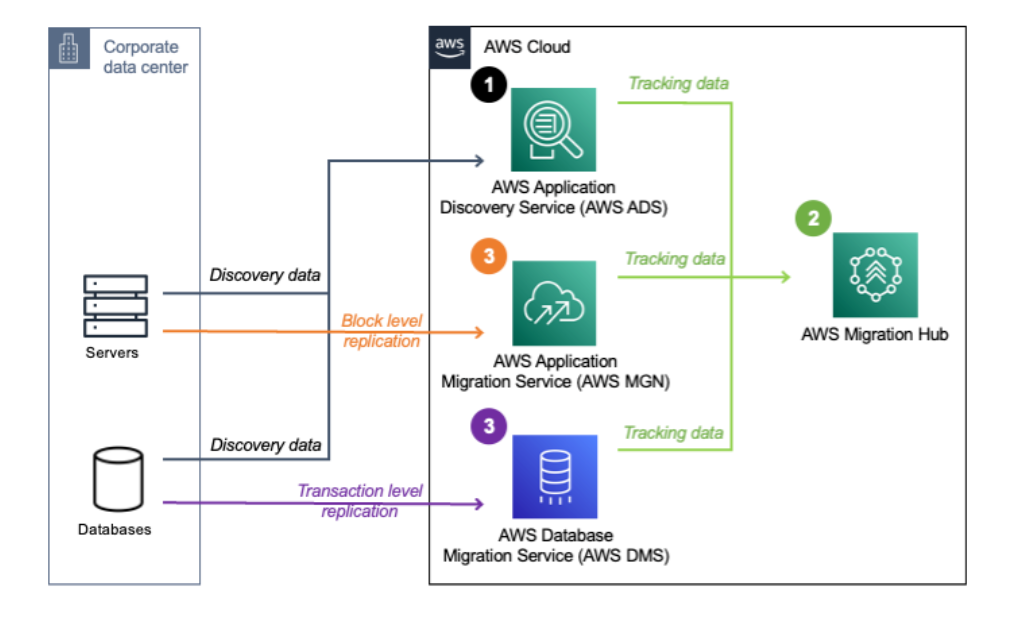 Corporate
data center
aws
AWS Cloud
1
Tracking data
AWS Application
Discovery Service (AWS ADS)
2
Discovery data
3
Tracking data
Block level
replication
Servers
AWS Application
Migration Service (AWS MGN)
AWS Migration Hub
3
Tracking data
Discovery data
Transaction level
replication
Databases
AWS Database
Migration Service (AWS DMS)